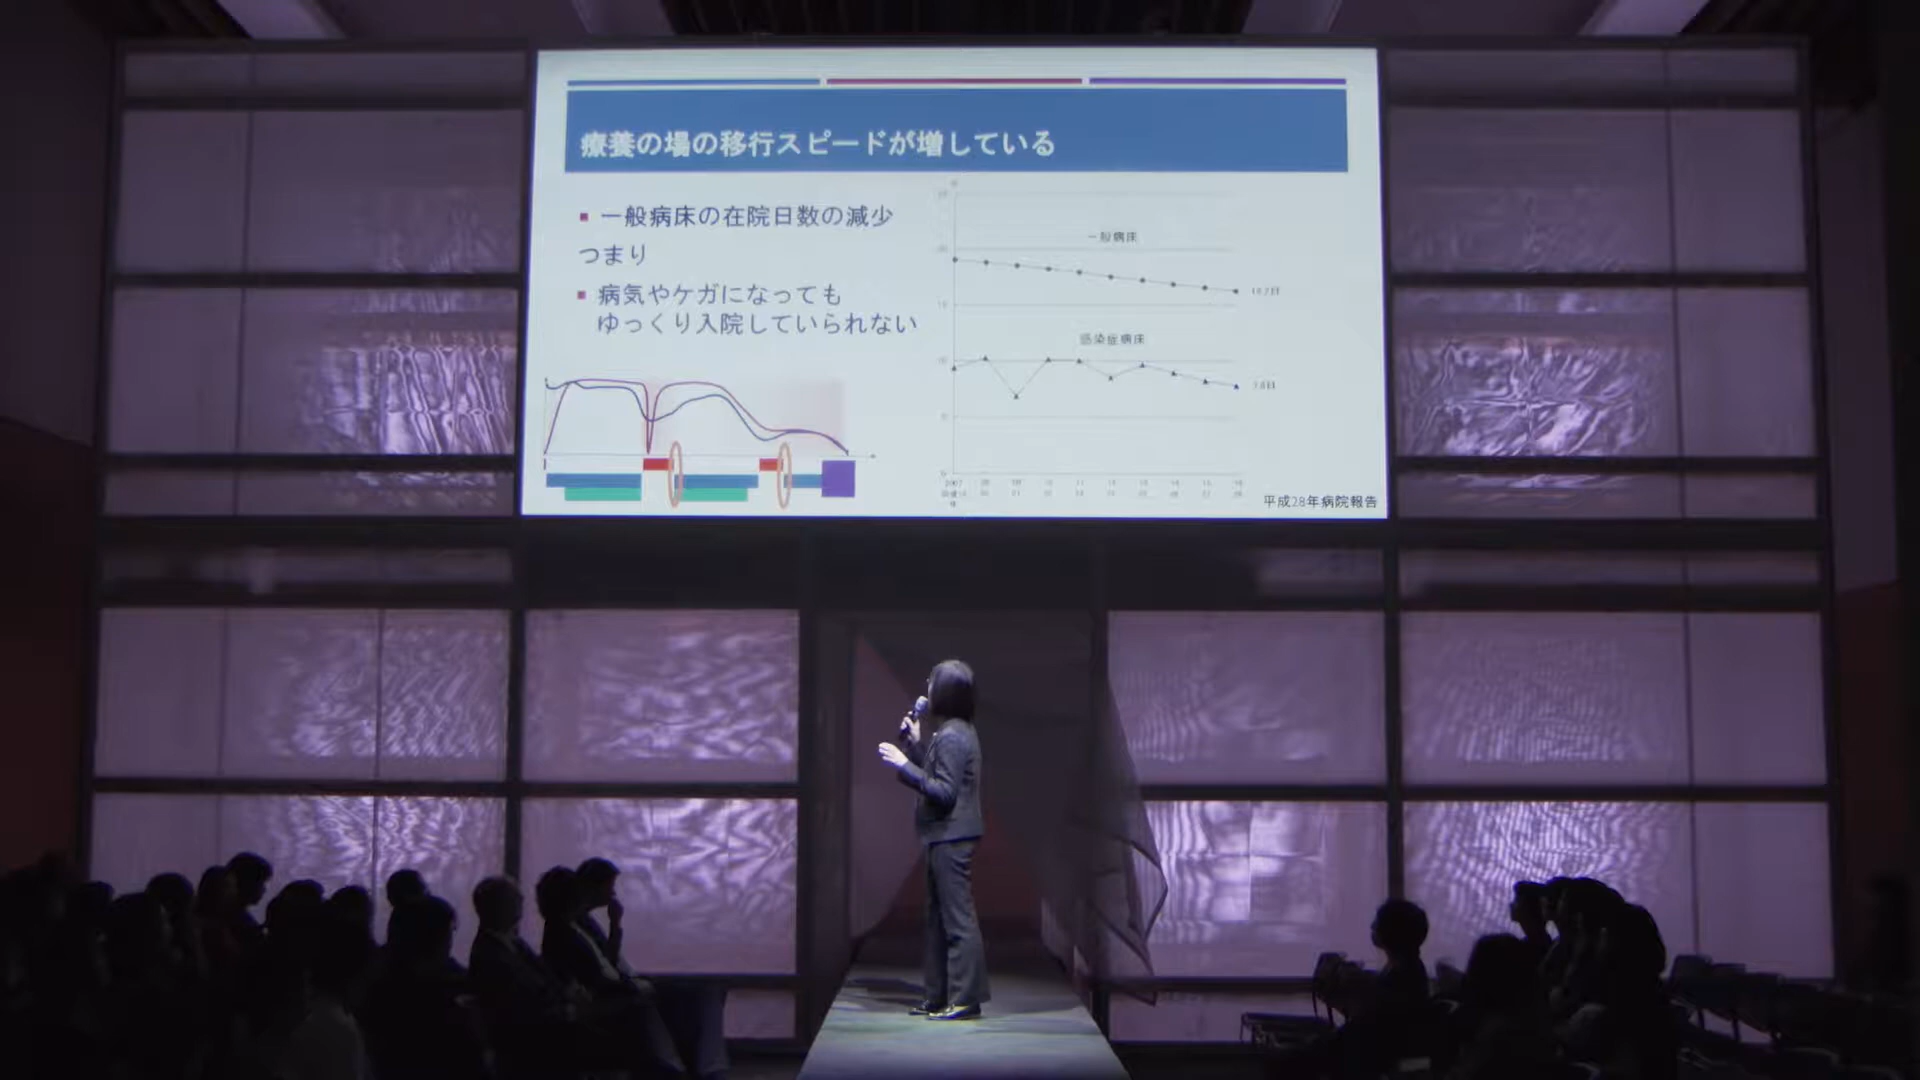 療養の場の移行スピードが増している
一般病床の在院日数の減少
つまり
病気やケガになっても
ゆっくり入院していられない
一般病床
感染症病床
平成28年病院報告